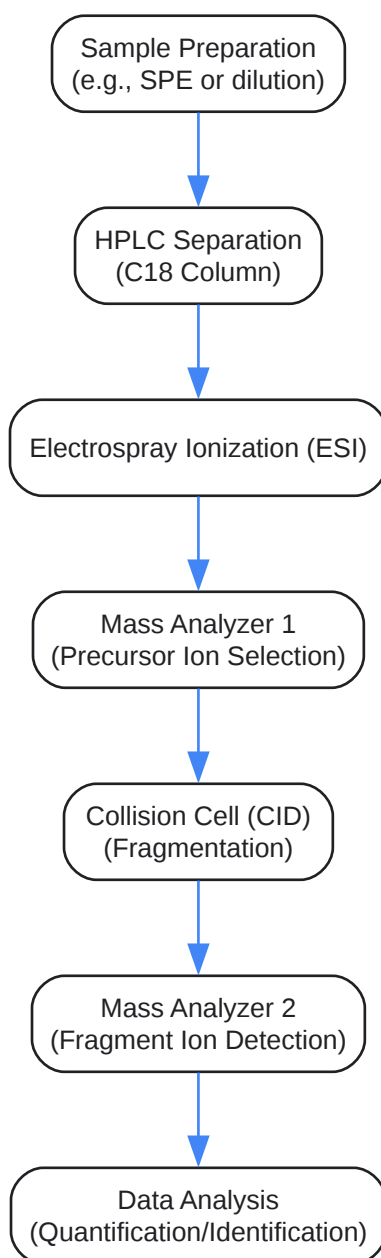 Sample Preparation
(e.g., SPE or dilution)
HPLC Separation
(C18 Column)
Electrospray Ionization (ESI)
Mass Analyzer 1
(Precursor Ion Selection)
Collision Cell (CID)
(Fragmentation)
Mass Analyzer 2
(Fragment Ion Detection)
Data Analysis
(Quantification/Identification)